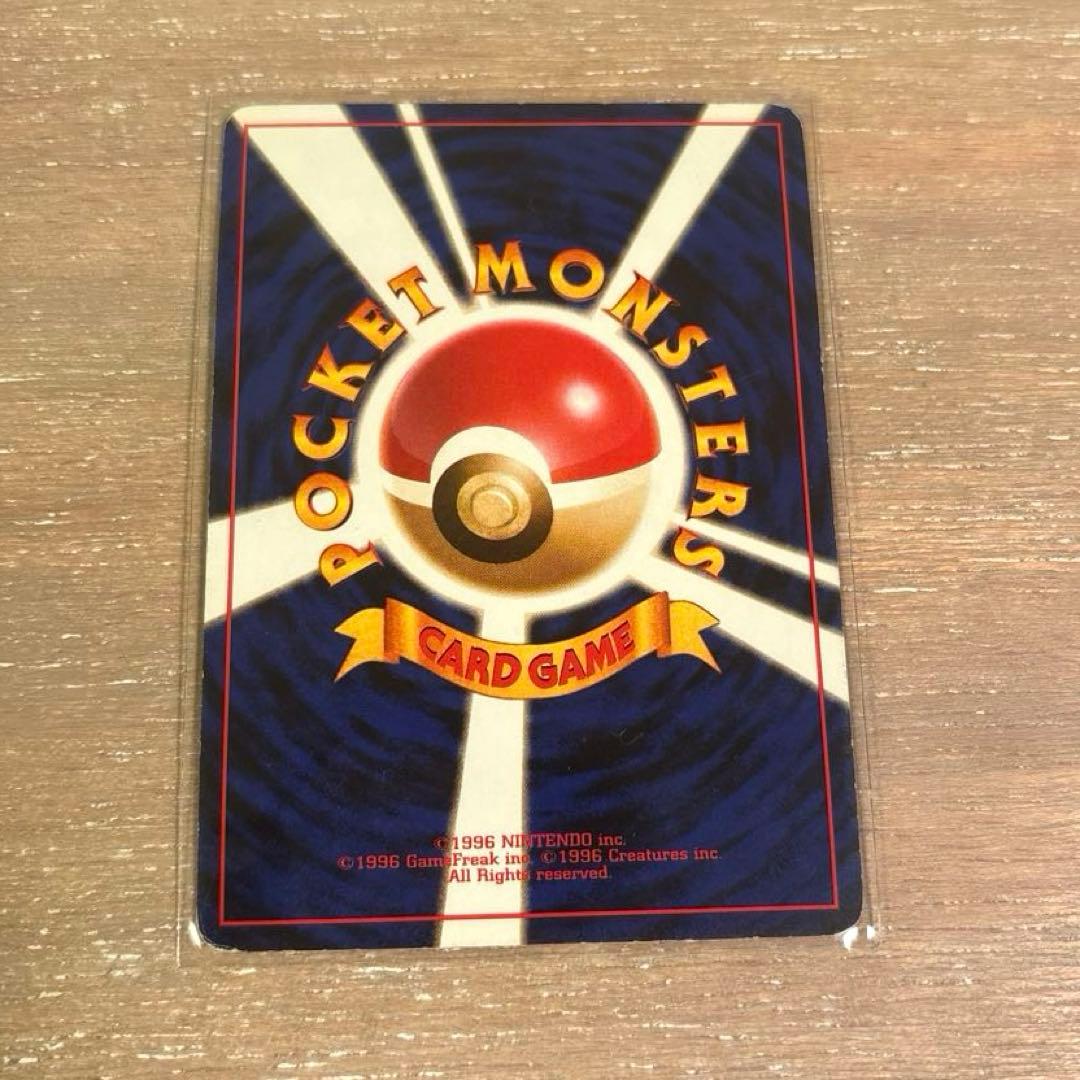 POCKET MONSTERS
CARD GAME
©1996 NINTENDO inc.
©1996 GameFreak inc. ©1996 Creatures inc.
All Rights reserved.